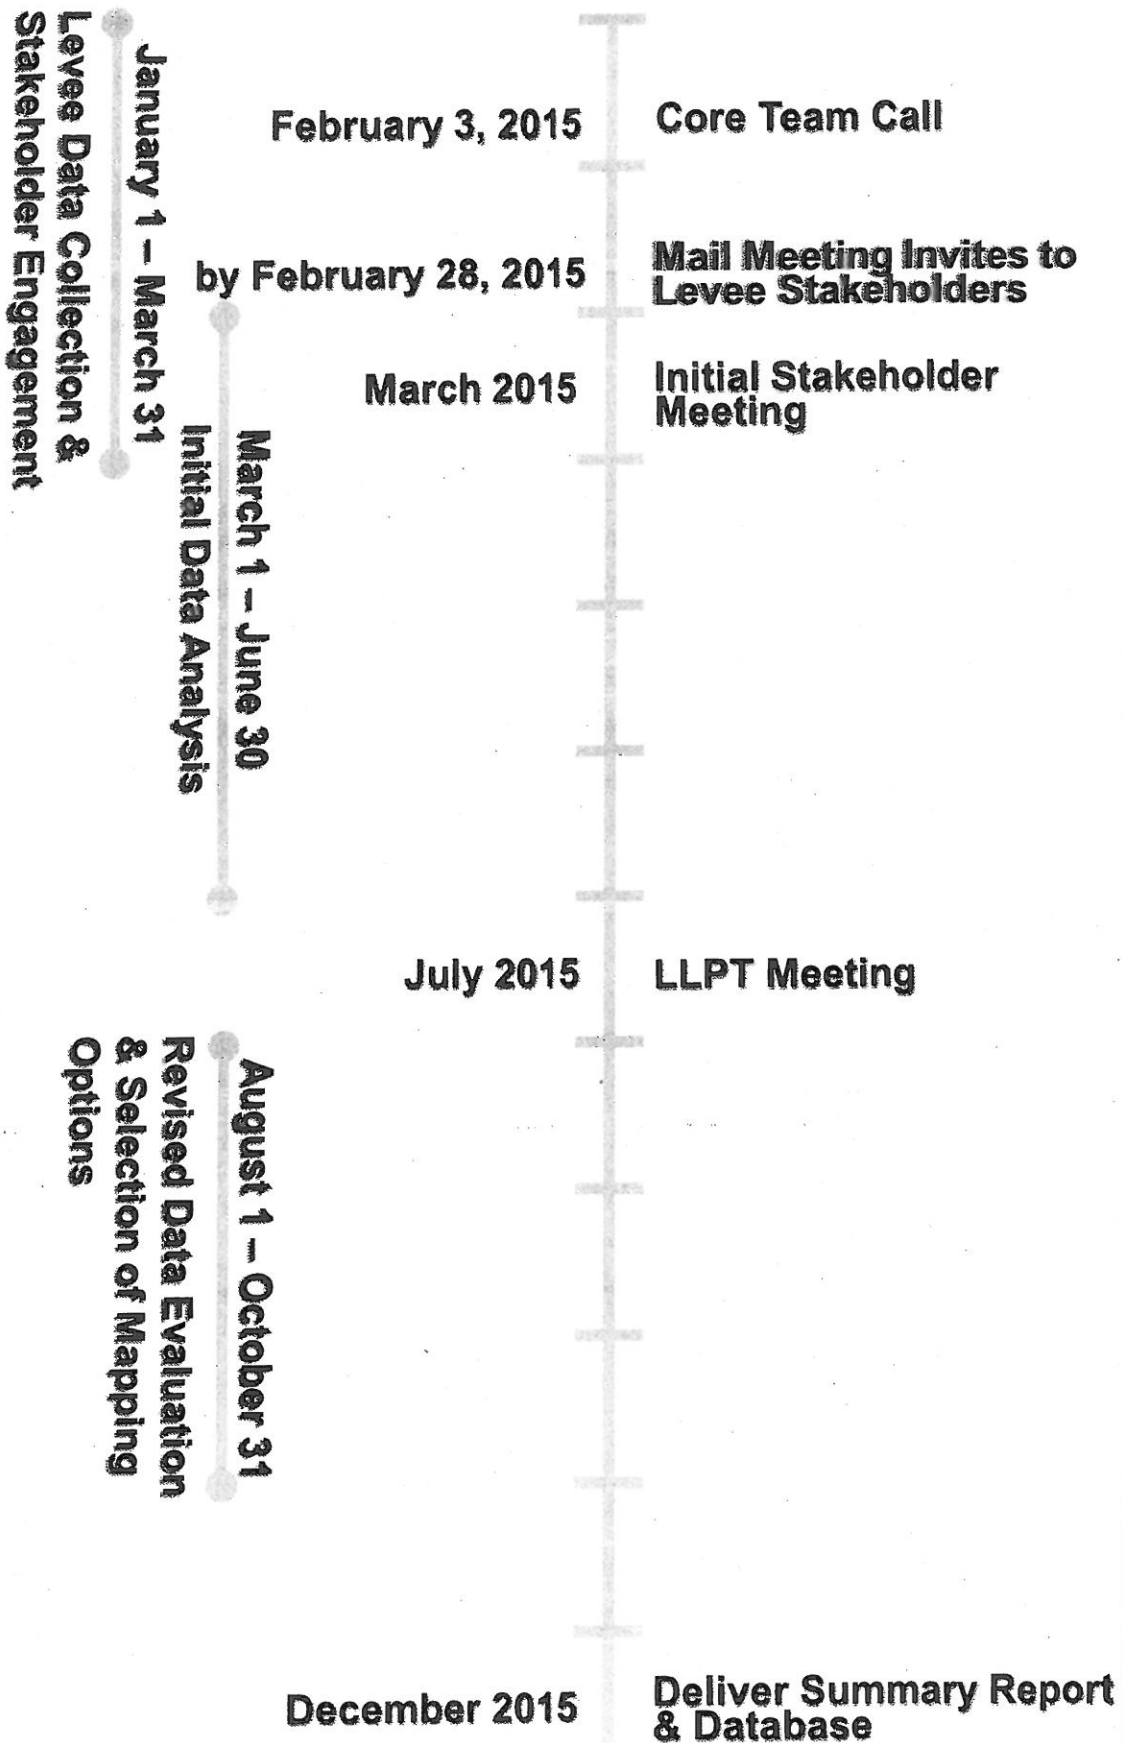 February 3, 2015
Core Team Call
by February 28, 2015
Mail Meeting Invites to
Levee Stakeholders
March 2015
Initial Stakeholder
Meeting
January 1 – March 31
Levee Data Collection &
Stakeholder Engagement
March 1 – June 30
Initial Data Analysis
July 2015
LLPT Meeting
August 1 – October 31
Revised Data Evaluation
& Selection of Mapping
Options
December 2015
Deliver Summary Report
& Database